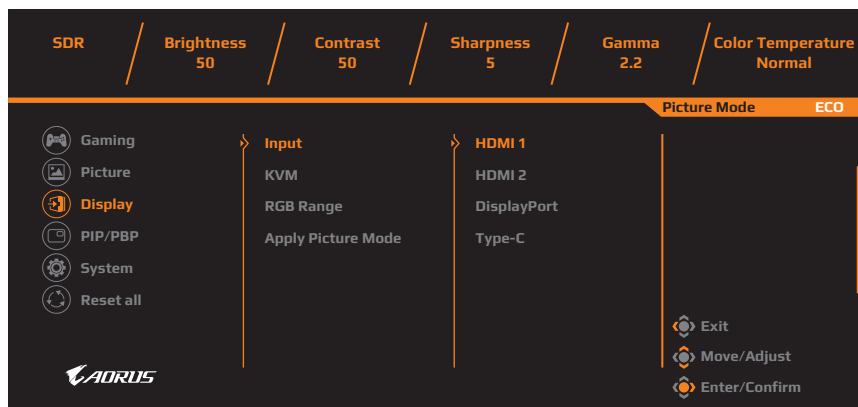 SDR Brightness Contrast Sharpness Gamma Color Temperature
50 50 5 2.2 Normal
Picture Mode ECO
Gaming Input HDMI 1
Picture KVM HDMI 2
Display RGB Range DisplayPort
PIP/PBP Apply Picture Mode Type-C
System
Reset all
Exit
Move/Adjust
AORUS
Enter/Confirm